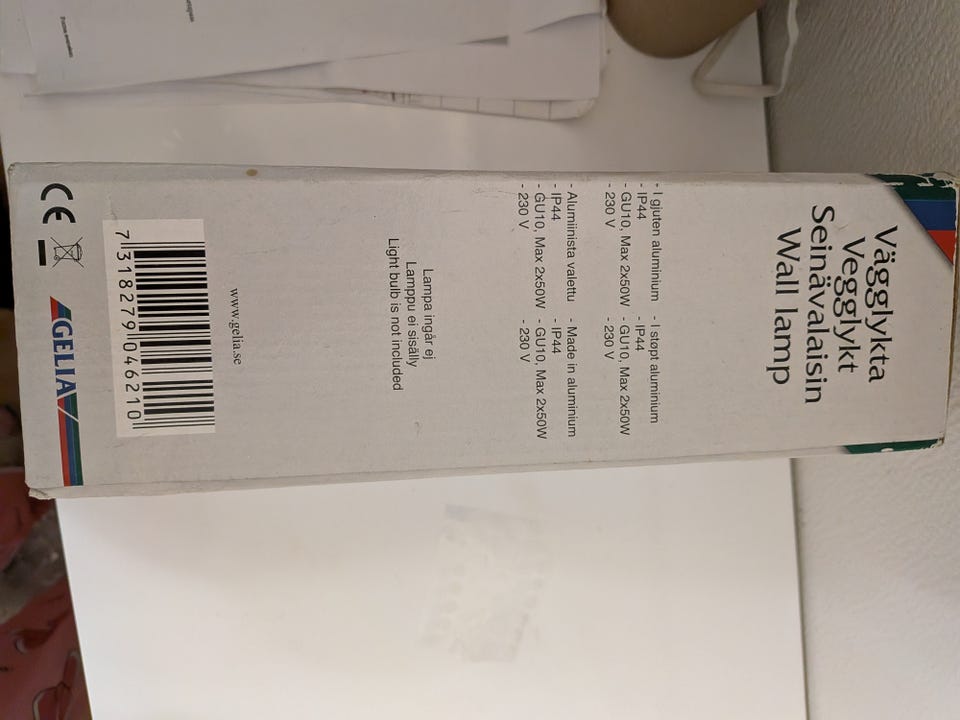 Vägglykta
Vegglykt
Seinävalaisin
Wall lamp
- I gjuten aluminium
- IP44
- GU10, Max 2x50W
- 230 V
- I stopt aluminium
- IP44
- GU10, Max 2x50W
- 230 V
- Alumiinista valettu
- IP44
- GU10, Max 2x50W
- 230 V
- Made in aluminium
- IP44
- GU10, Max 2x50W
- 230 V
Lampa ingår ej
Lamppu ei sisälly
Light bulb is not included
www.gelia.se
7 318279 046210
CE
GELIA